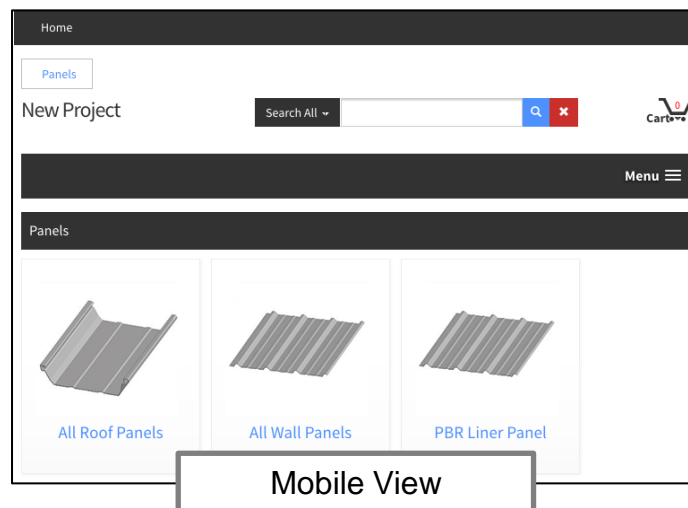 Home
Panels
New Project
Search All
0
Cart
Menu
Panels
All Roof Panels
All Wall Panels
PBR Liner Panel
Mobile View